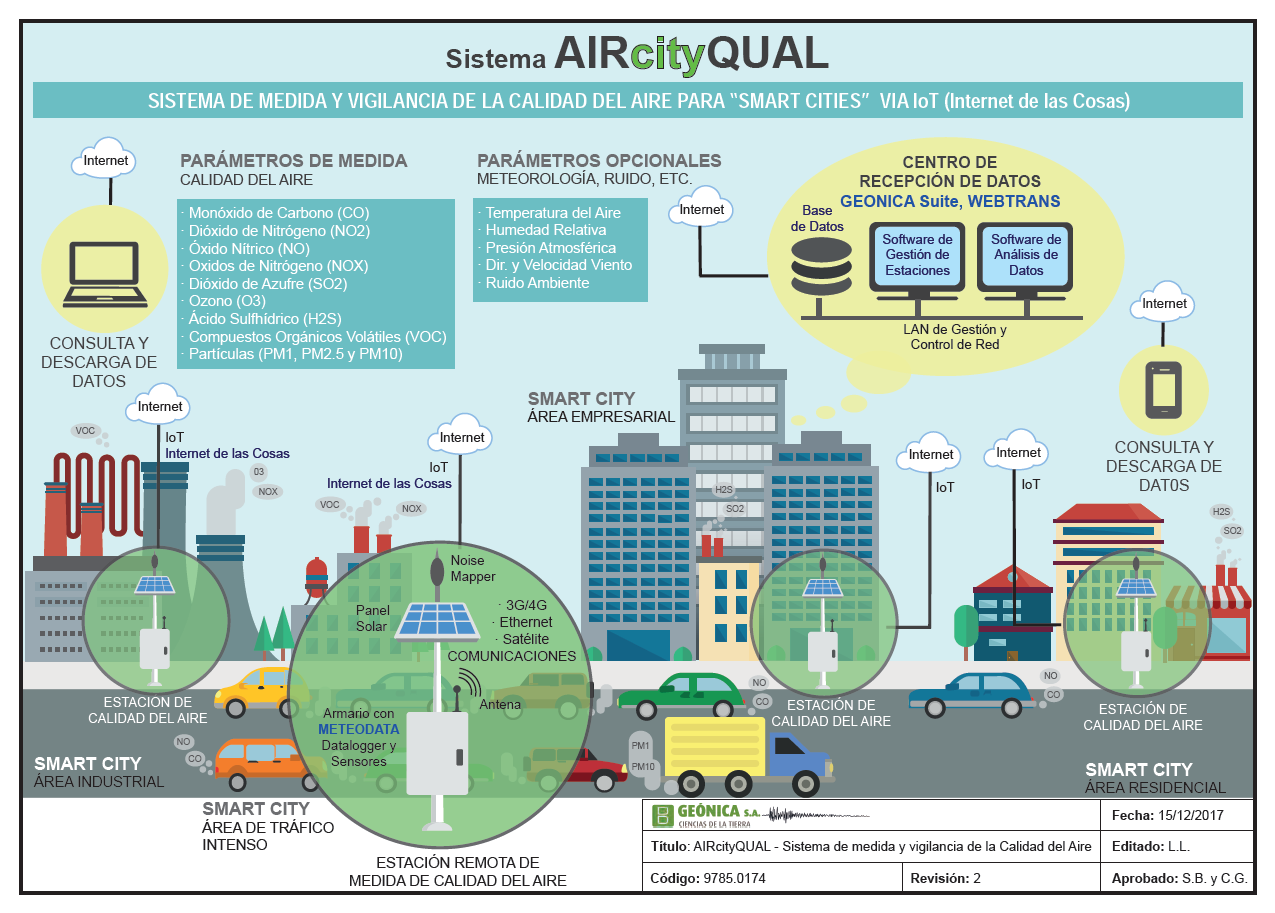 Sistema AIRcityQUAL
SISTEMA DE MEDIDA Y VIGILANCIA DE LA CALIDAD DEL AIRE PARA “SMART CITIES” VIA IoT (Internet de las Cosas)
Internet
CONSULTA Y
DESCARGA DE
DATOS
PARÁMETROS DE MEDIDA
CALIDAD DEL AIRE
· Monóxido de Carbono (CO)
· Dióxido de Nitrógeno (NO2)
· Óxido Nítrico (NO)
· Oxidos de Nitrógeno (NOX)
· Dióxido de Azufre (SO2)
· Ozono (O3)
· Ácido Sulfhídrico (H2S)
· Compuestos Orgánicos Volátiles (VOC)
· Partículas (PM1, PM2.5 y PM10)
PARÁMETROS OPCIONALES
METEOROLOGÍA, RUIDO, ETC.
· Temperatura del Aire
· Humedad Relativa
· Presión Atmosférica
· Dir. y Velocidad Viento
· Ruido Ambiente
Internet
CENTRO DE
RECEPCIÓN DE DATOS
GEONICA Suite, WEBTRANS
Base
de Datos
Software de
Gestión de
Estaciones
Software de
Análisis de
Datos
LAN de Gestión y
Control de Red
Internet
CONSULTA Y
DESCARGA DE
DAT0S
Internet
IoT
Internet de las Cosas
VOC
03
NOX
Internet
IoT
Internet de las Cosas
VOC
NOX
SMART CITY
ÁREA EMPRESARIAL
H2S
SO2
Internet
IoT
Internet
IoT
H2S
SO2
Noise
Mapper
Panel
Solar
· 3G/4G
· Ethernet
· Satélite
COMUNICACIONES
Antena
Armario con
METEODATA
Datalogger y
Sensores
ESTACION DE
CALIDAD DEL AIRE
NO
CO
ESTACIÓN DE
CALIDAD DEL AIRE
NO
CO
ESTACIÓN DE
CALIDAD DEL AIRE
NO
CO
PM1
PM10
SMART CITY
ÁREA INDUSTRIAL
SMART CITY
ÁREA DE TRÁFICO
INTENSO
SMART CITY
ÁREA RESIDENCIAL
ESTACIÓN REMOTA DE
MEDIDA DE CALIDAD DEL AIRE
GEÓNICA S.A.
CIENCIAS DE LA TIERRA
Fecha: 15/12/2017
Titulo: AIRcityQUAL - Sistema de medida y vigilancia de la Calidad del Aire
Editado: L.L.
Código: 9785.0174
Revisión: 2
Aprobado: S.B. y C.G.